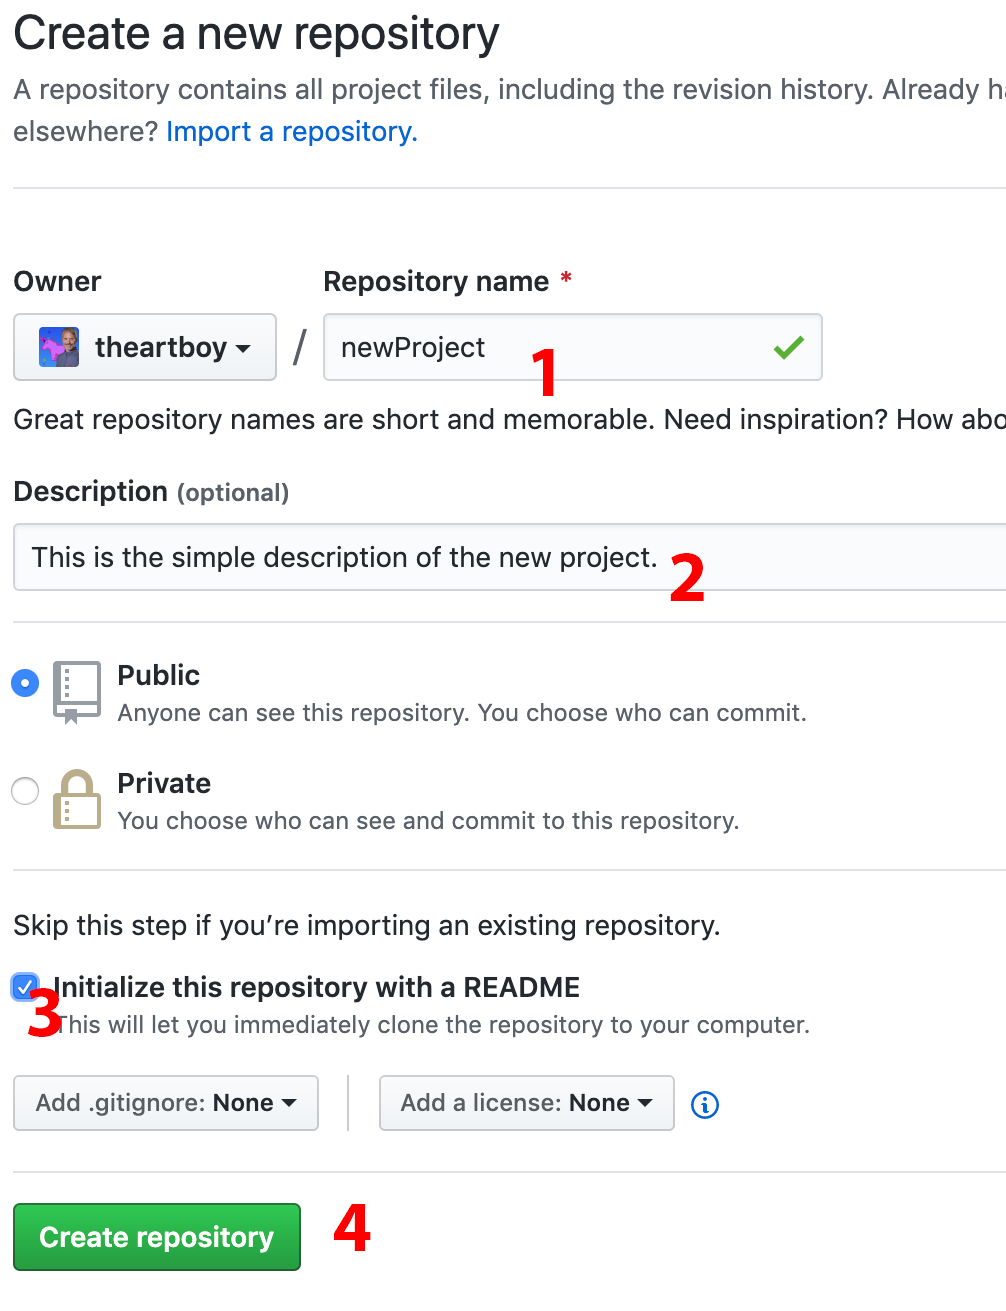 Create a new repository
A repository contains all project files, including the revision history. Already
elsewhere? Import a repository.
Owner
Repository name *
theartboy / newProject
1
Great repository names are short and memorable. Need inspiration? How
Description (optional)
This is the simple description of the new project.
2
Public
Anyone can see this repository. You choose who can commit.
Private
You choose who can see and commit to this repository.
Skip this step if you’re importing an existing repository.
Initialize this repository with a README
3
This will let you immediately clone the repository to your computer.
Add .gitignore: None
Add a license: None
Create repository
4